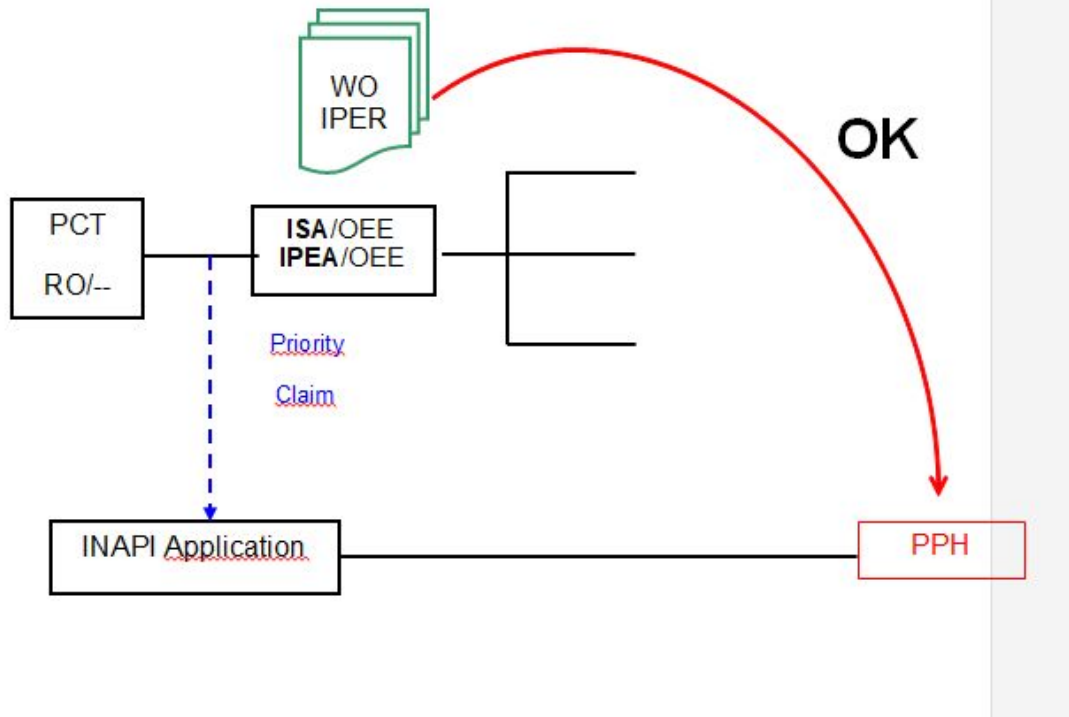 WO
IPER
OK
PCT
RO/--
ISA/OEE
IPEA/OEE
Priority
Claim
INAPI Application
PPH